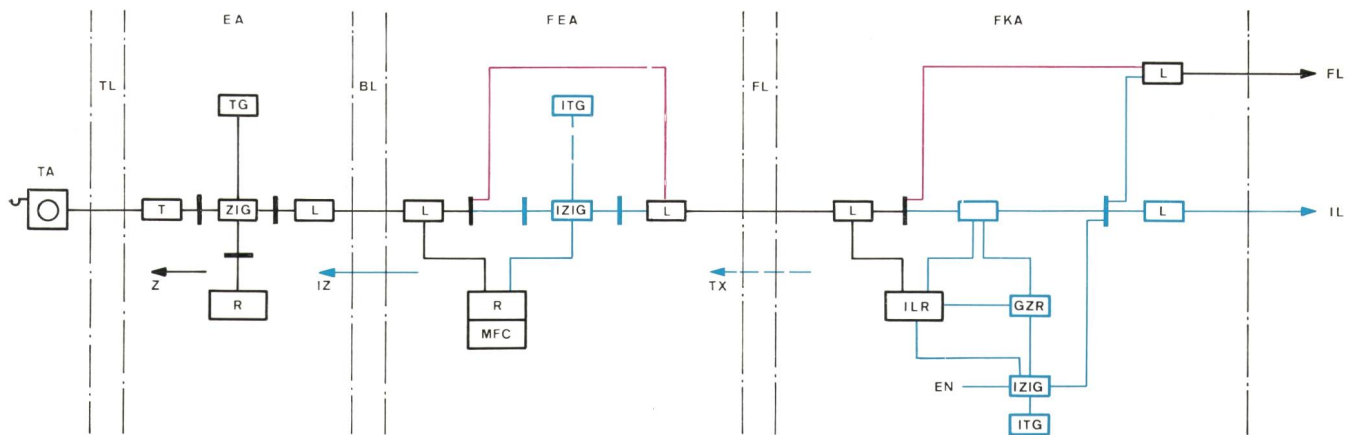 EA
FEA
FKA
TL
BL
FL
L
FL
TG
ITG
TA
T
ZIG
L
L
IZIG
L
L
L
IL
Z
IZ
TX
R
R
MFC
ILR
GZR
EN
IZIG
ITG